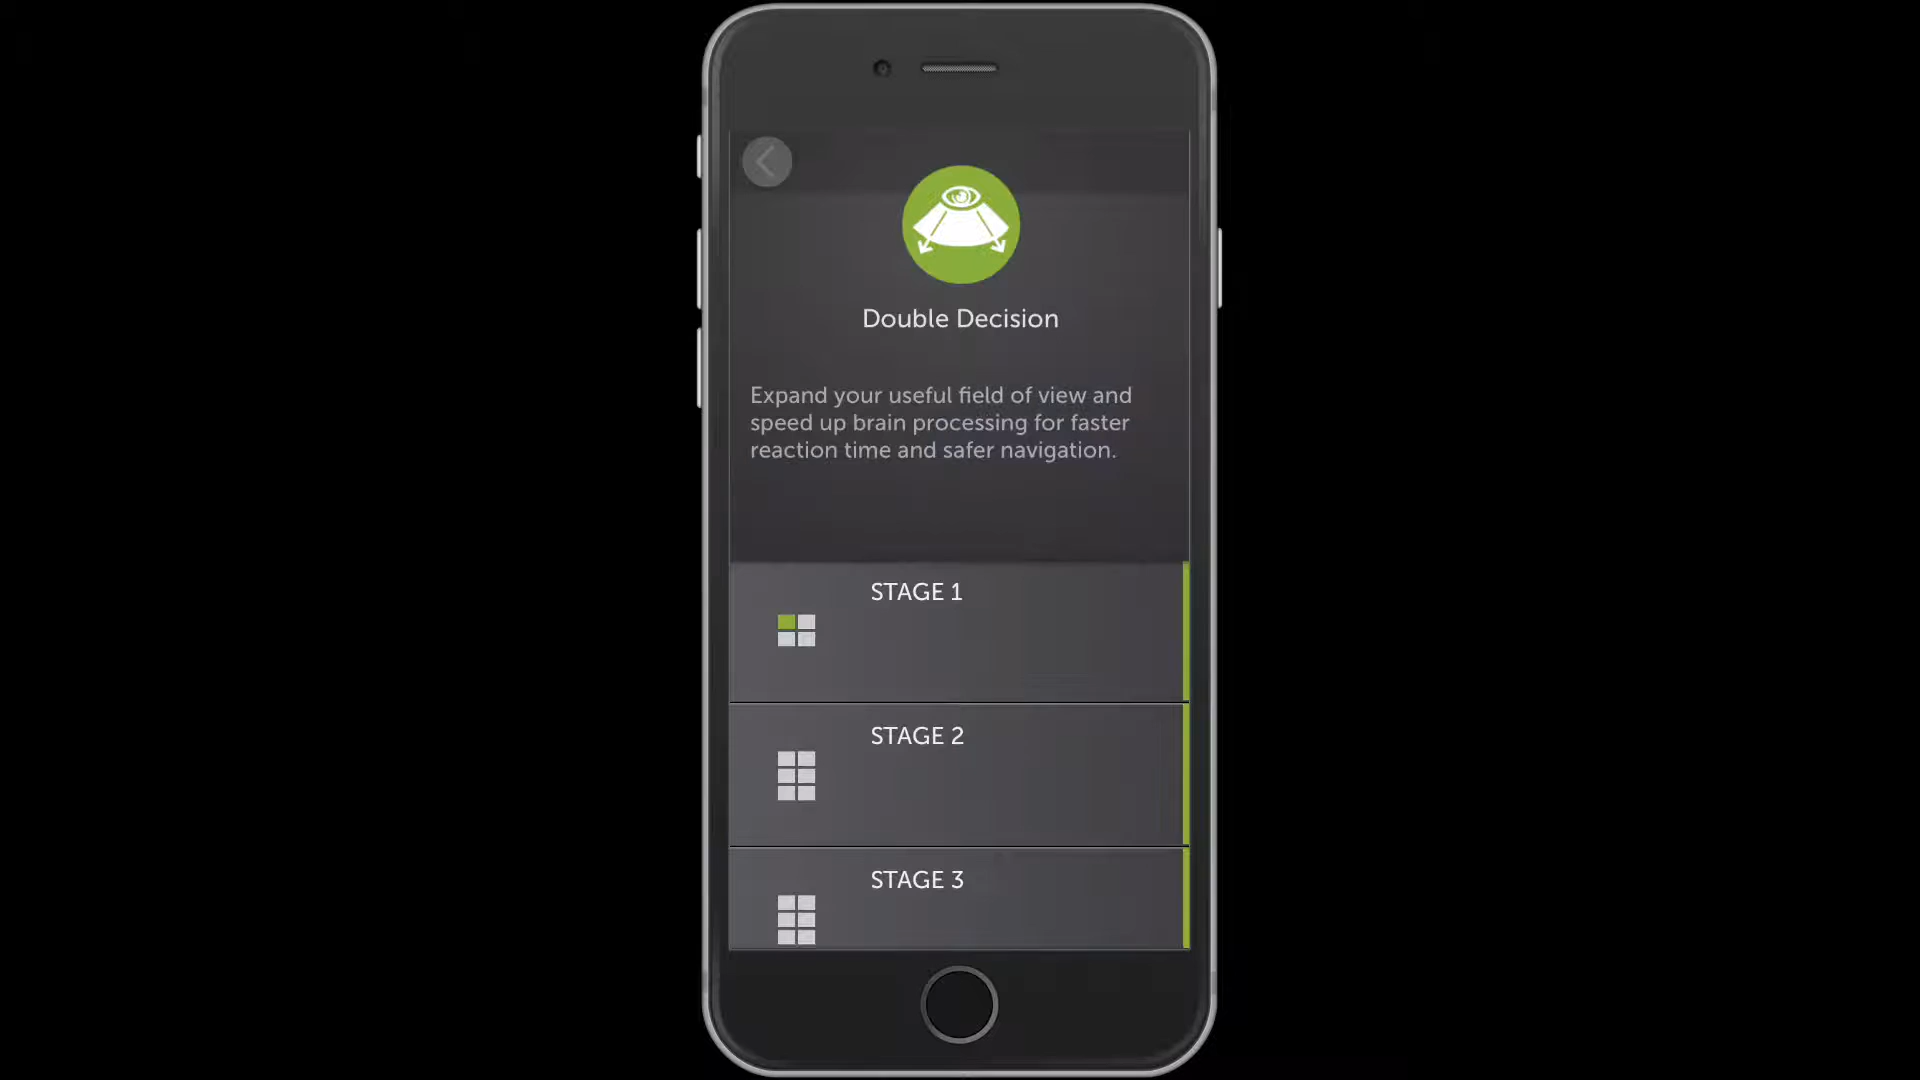 Double Decision
Expand your useful field of view and
speed up brain processing for faster
reaction time and safer navigation.
STAGE 1
STAGE 2
STAGE 3